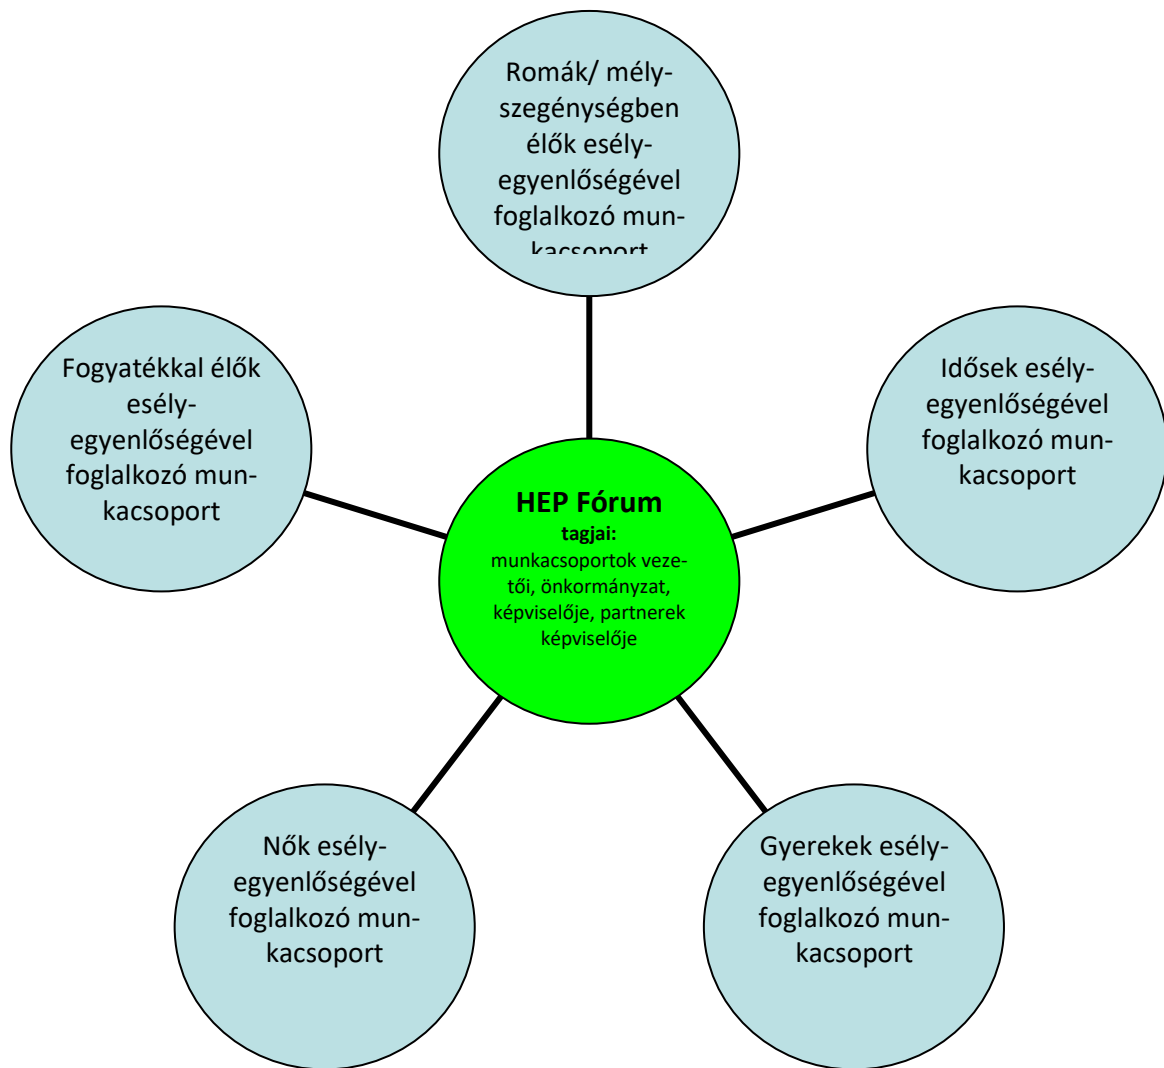 Romák/ mély-
szegénységben
élők esély-
egyenlőségével
foglalkozó mun-
kacsoport
Fogyatékkal élők
esély-
egyenlőségével
foglalkozó mun-
kacsoport
Idősek esély-
egyenlőségével
foglalkozó mun-
kacsoport
HEP Fórum
tagjai:
munkacsoportok veze-
tői, önkormányzat,
képviselője, partnerek
képviselője
Nők esély-
egyenlőségével
foglalkozó mun-
kacsoport
Gyerekek esély-
egyenlőségével
foglalkozó mun-
kacsoport